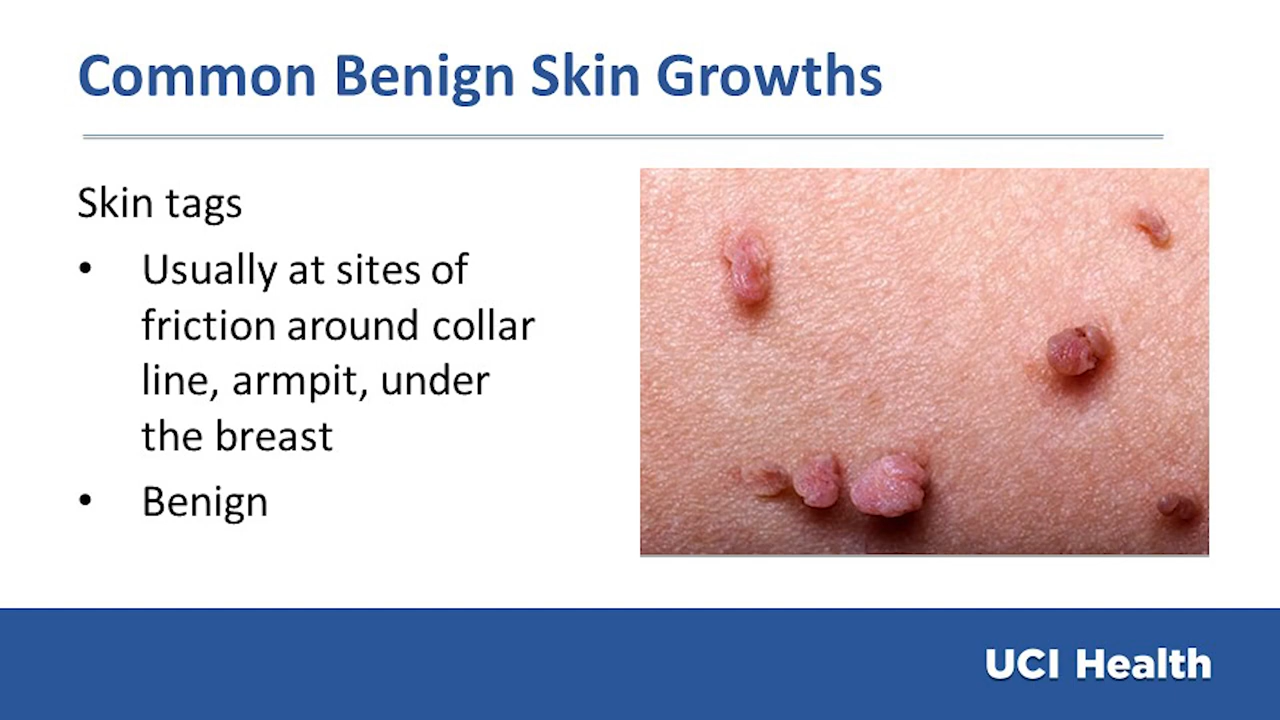 Common Benign Skin Growths
Skin tags
• Usually at sites of
friction around collar
line, armpit, under
the breast
• Benign
UCI Health